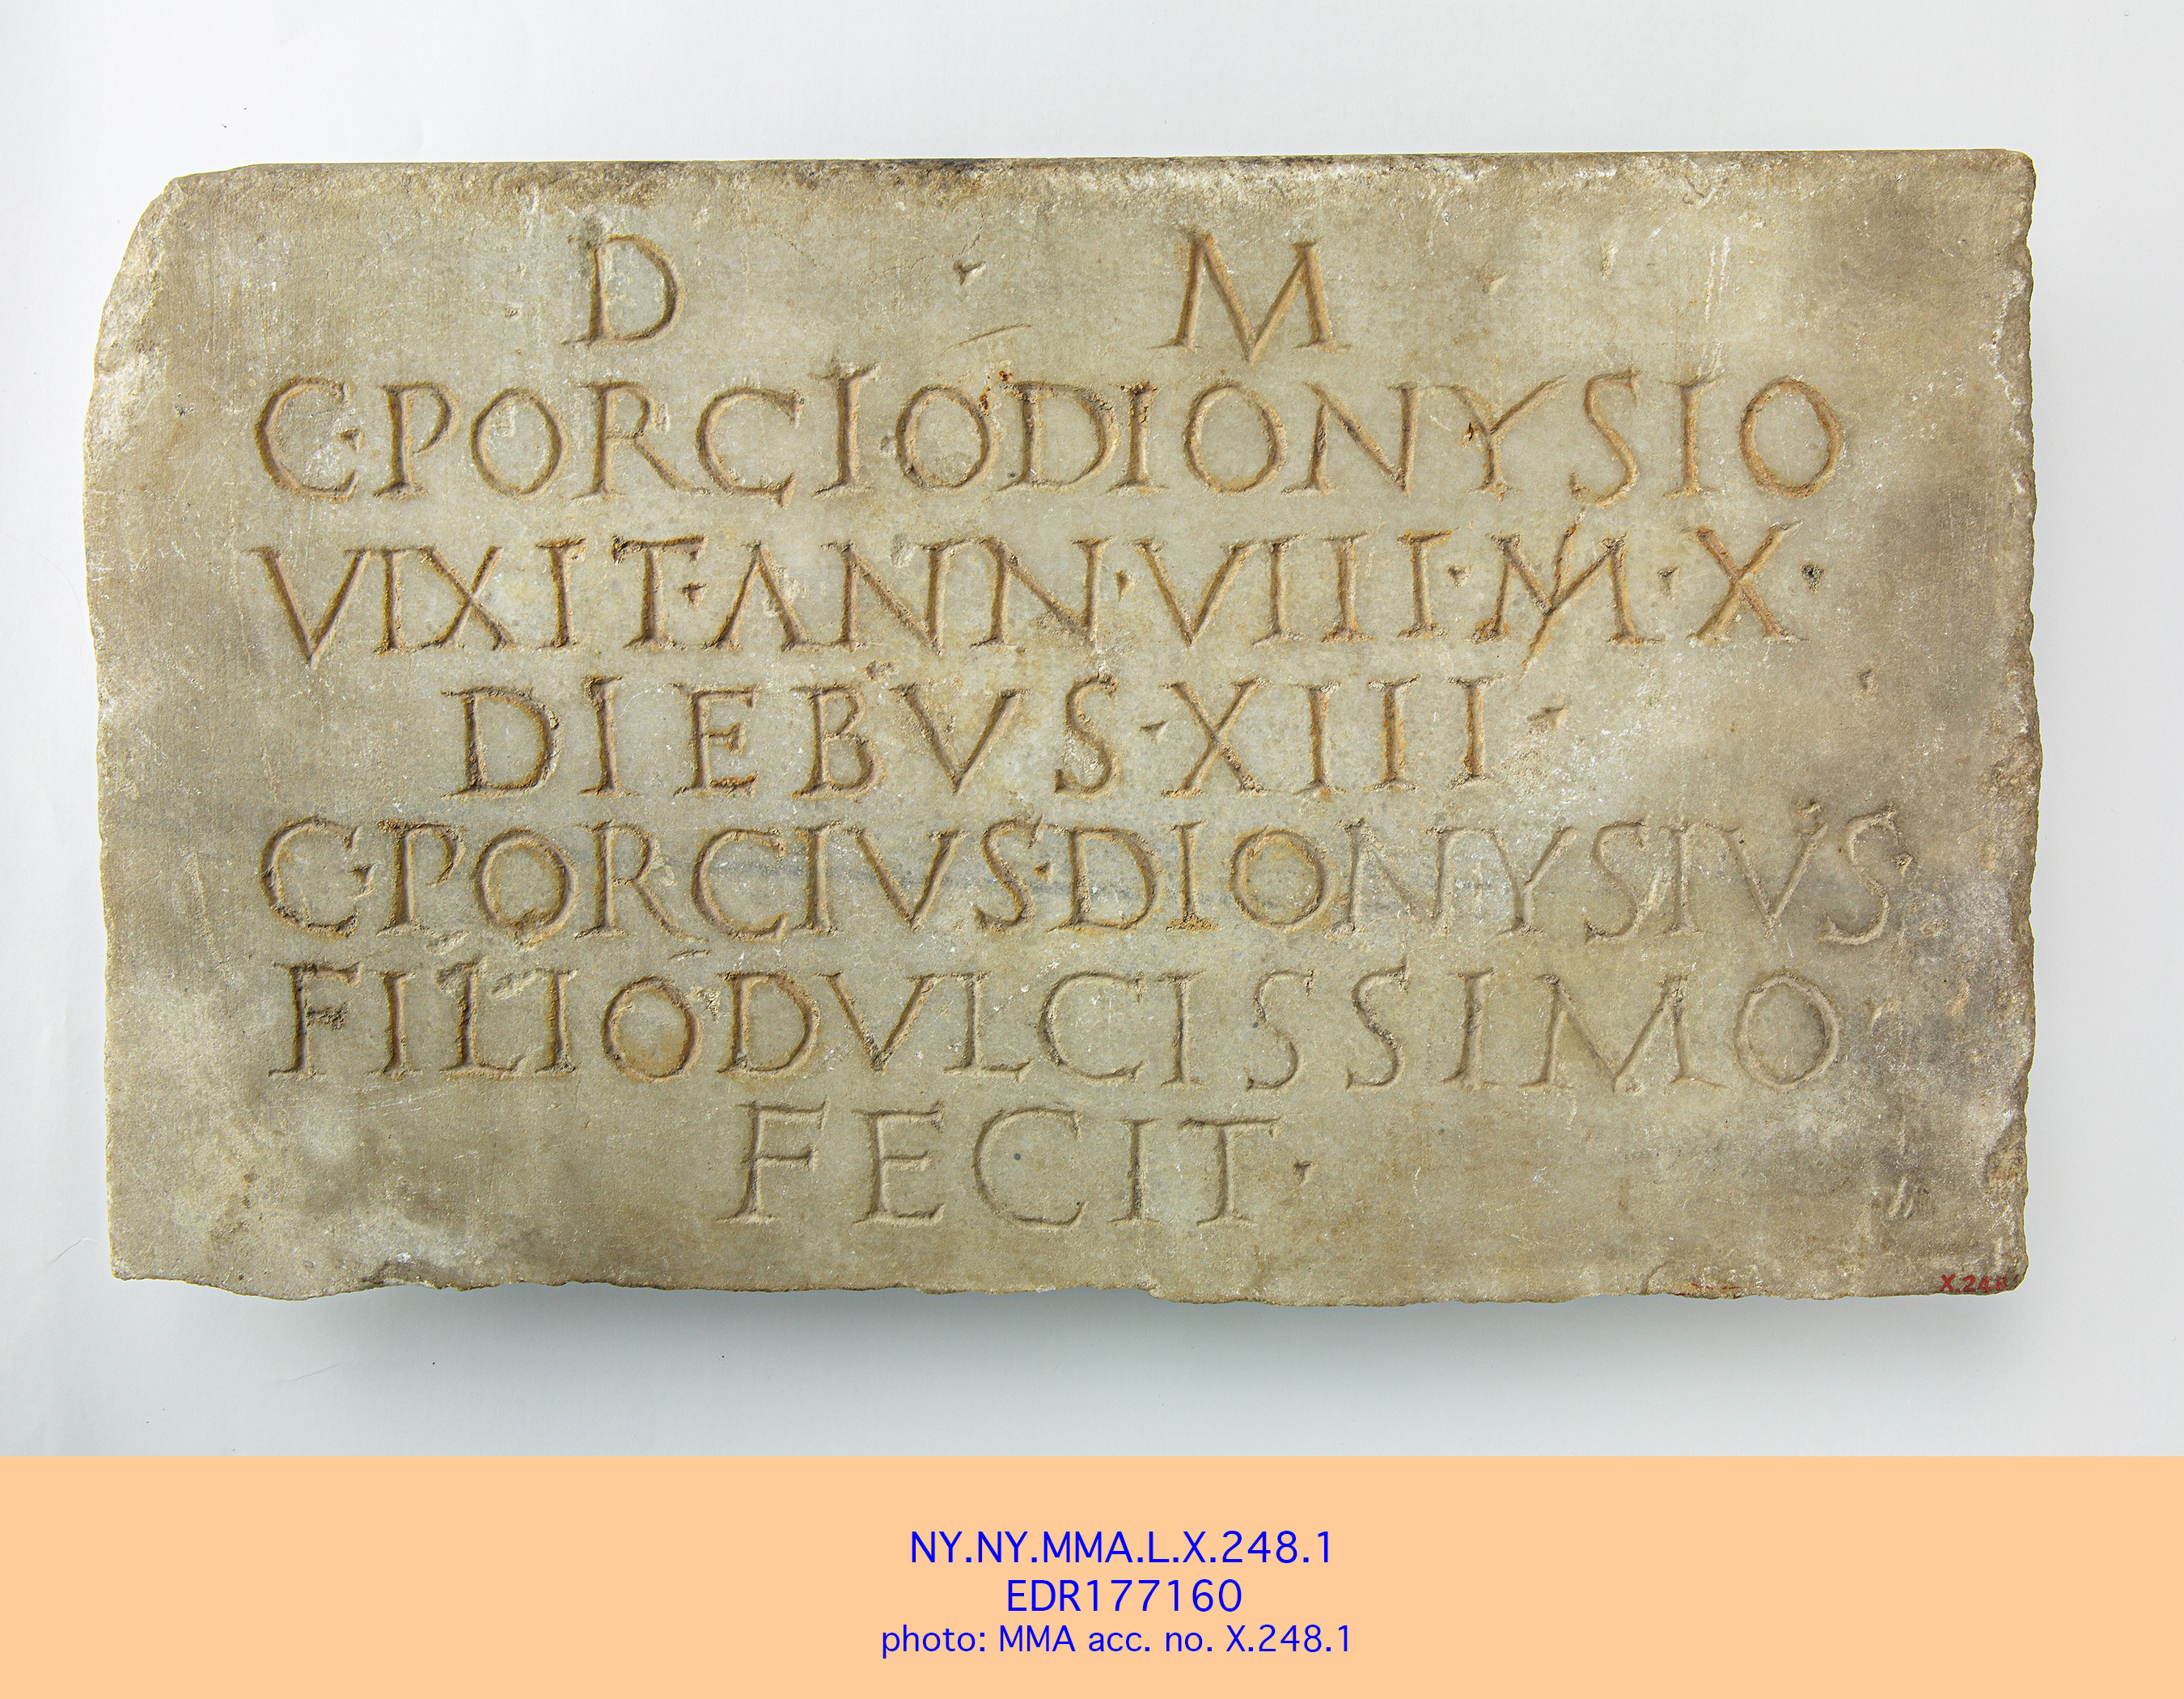 D · M ·
C·PORCIO DIONYSIO
VIXIT·ANN·VIII·M·X·
DIEBVS·XIII·
C·PORCIVS·DIONYSIVS·
FILIO DVLCISSIMO·
FECIT·
X.248
NY.NY.MMA.L.X.248.1
EDR177160
photo: MMA acc. no. X.248.1